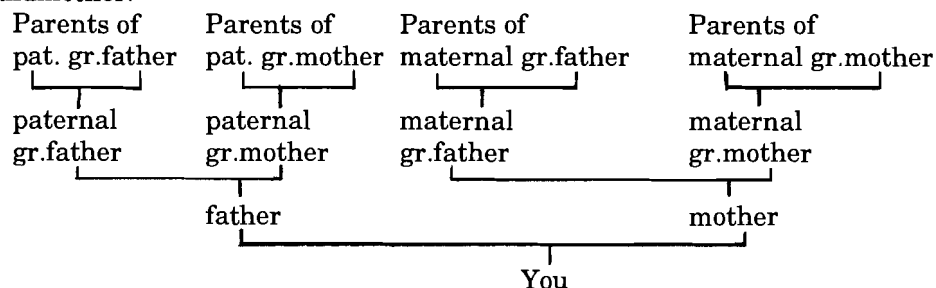 Parents of Parents of Parents of Parents of
pat. gr.father pat. gr.mother maternal gr.father maternal gr.mother
paternal paternal maternal maternal
gr.father gr.mother gr.father gr.mother
father mother
You